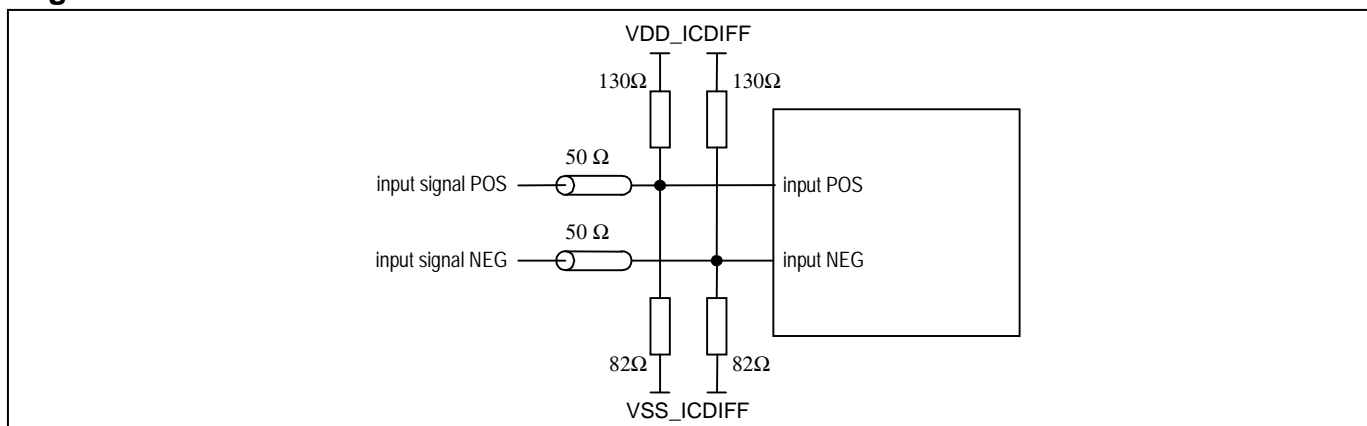 VDD_ICDIFF
130Ω 130Ω
50 Ω
input signal POS input POS
50 Ω
input signal NEG input NEG
82Ω 82Ω
VSS_ICDIFF